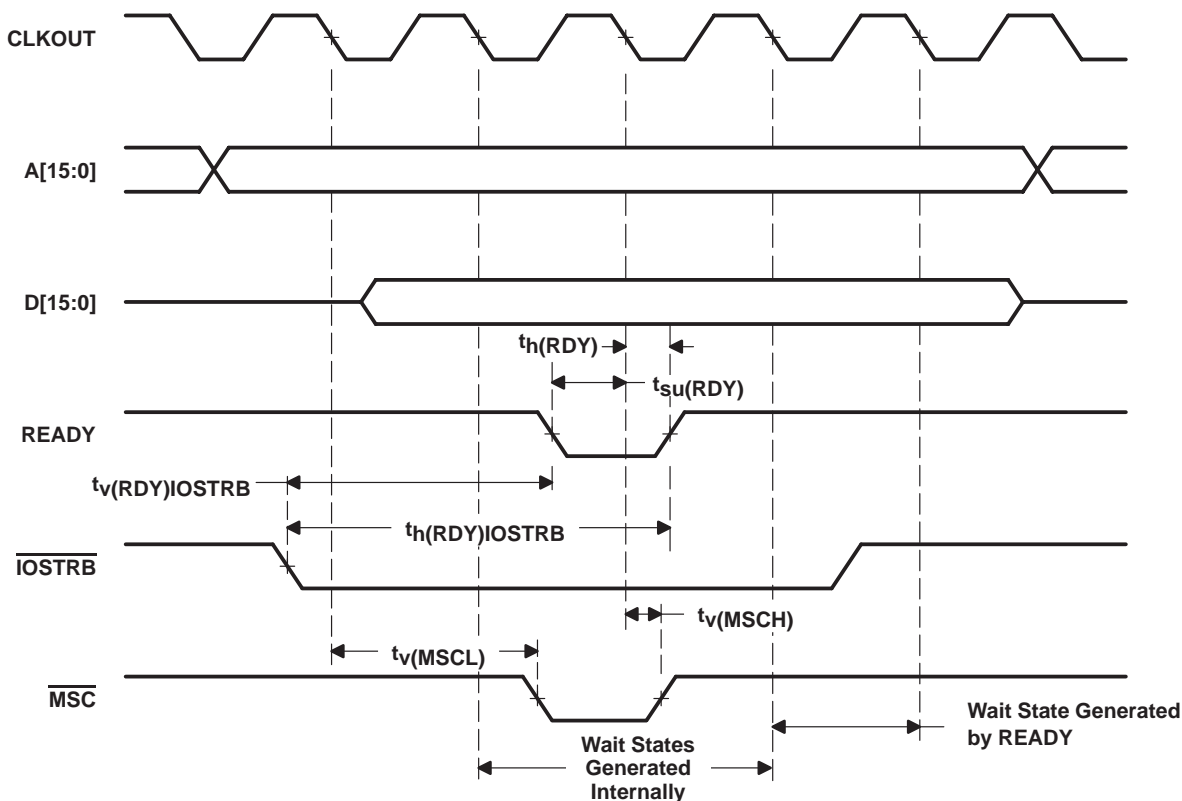 CLKOUT
A[15:0]
D[15:0]
th(RDY)
tsu(RDY)
READY
tv(RDY)IOSTRB
th(RDY)IOSTRB
IOSTRB
tv(MSCH)
tv(MSCL)
MSC
Wait State Generated
by READY
Wait States
Generated
Internally